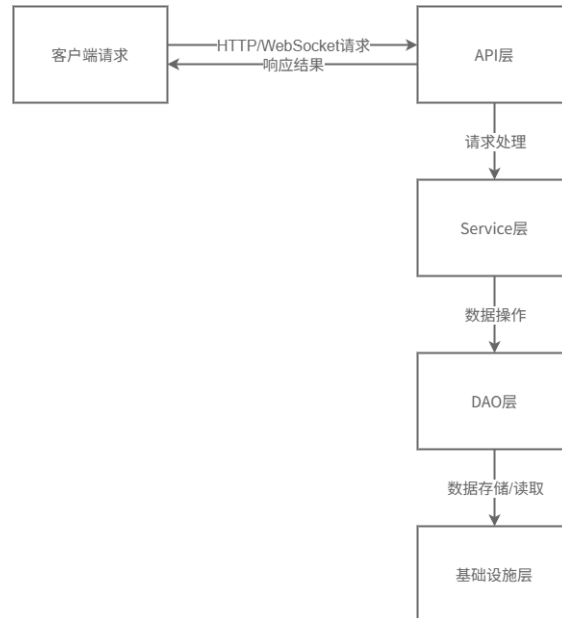 客户端请求
HTTP/WebSocket请求
响应结果
API层
请求处理
Service层
数据操作
DAO层
数据存储/读取
基础设施层